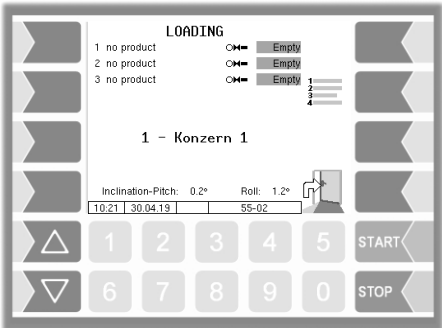 LOADING
1 no product Empty
2 no product Empty
3 no product Empty
1
2
3
4
1 - Konzern 1
Inclination-Pitch: 0.2° Roll: 1.2°
10:21 30.04.19 55-02
1 2 3 4 5 START
6 7 8 9 0 STOP